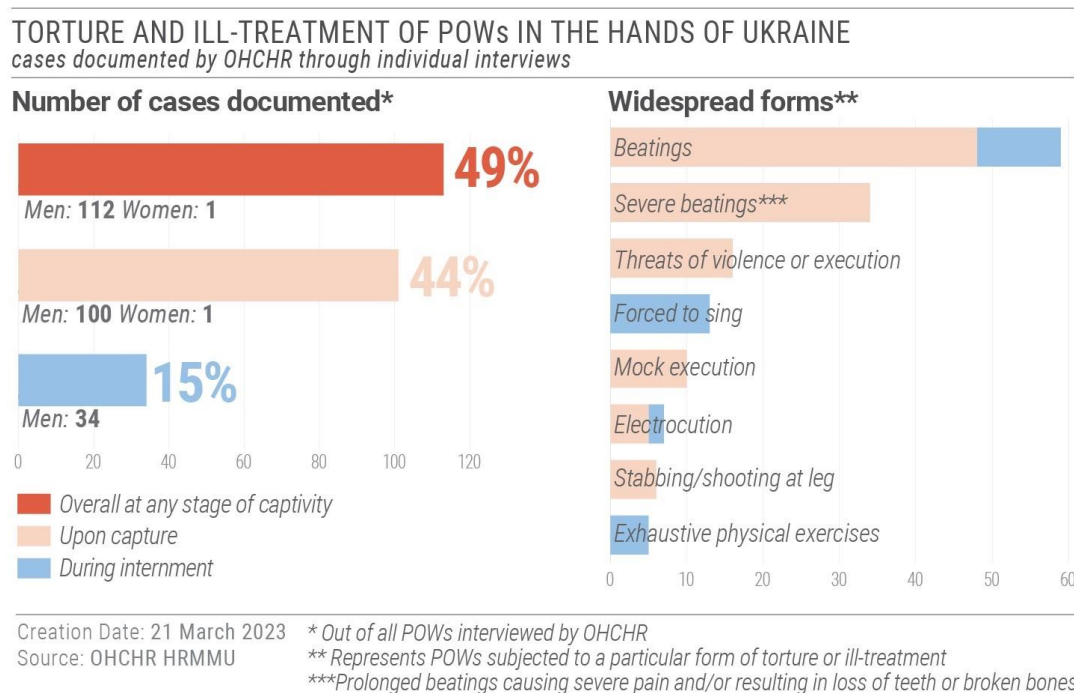 TORTURE AND ILL-TREATMENT OF POWs IN THE HANDS OF UKRAINE
cases documented by OHCHR through individual interviews
Number of cases documented*
49%
Men: 112 Women: 1
44%
Men: 100 Women: 1
15%
Men: 34
0 20 40 60 80 100 120
Overall at any stage of captivity
Upon capture
During internment
Widespread forms**
Beatings
Severe beatings***
Threats of violence or execution
Forced to sing
Mock execution
Electrocution
Stabbing/shooting at leg
Exhaustive physical exercises
0 10 20 30 40 50 60
Creation Date: 21 March 2023
Source: OHCHR HRMMU
* Out of all POWs interviewed by OHCHR
** Represents POWs subjected to a particular form of torture or ill-treatment
***Prolonged beatings causing severe pain and/or resulting in loss of teeth or broken bones